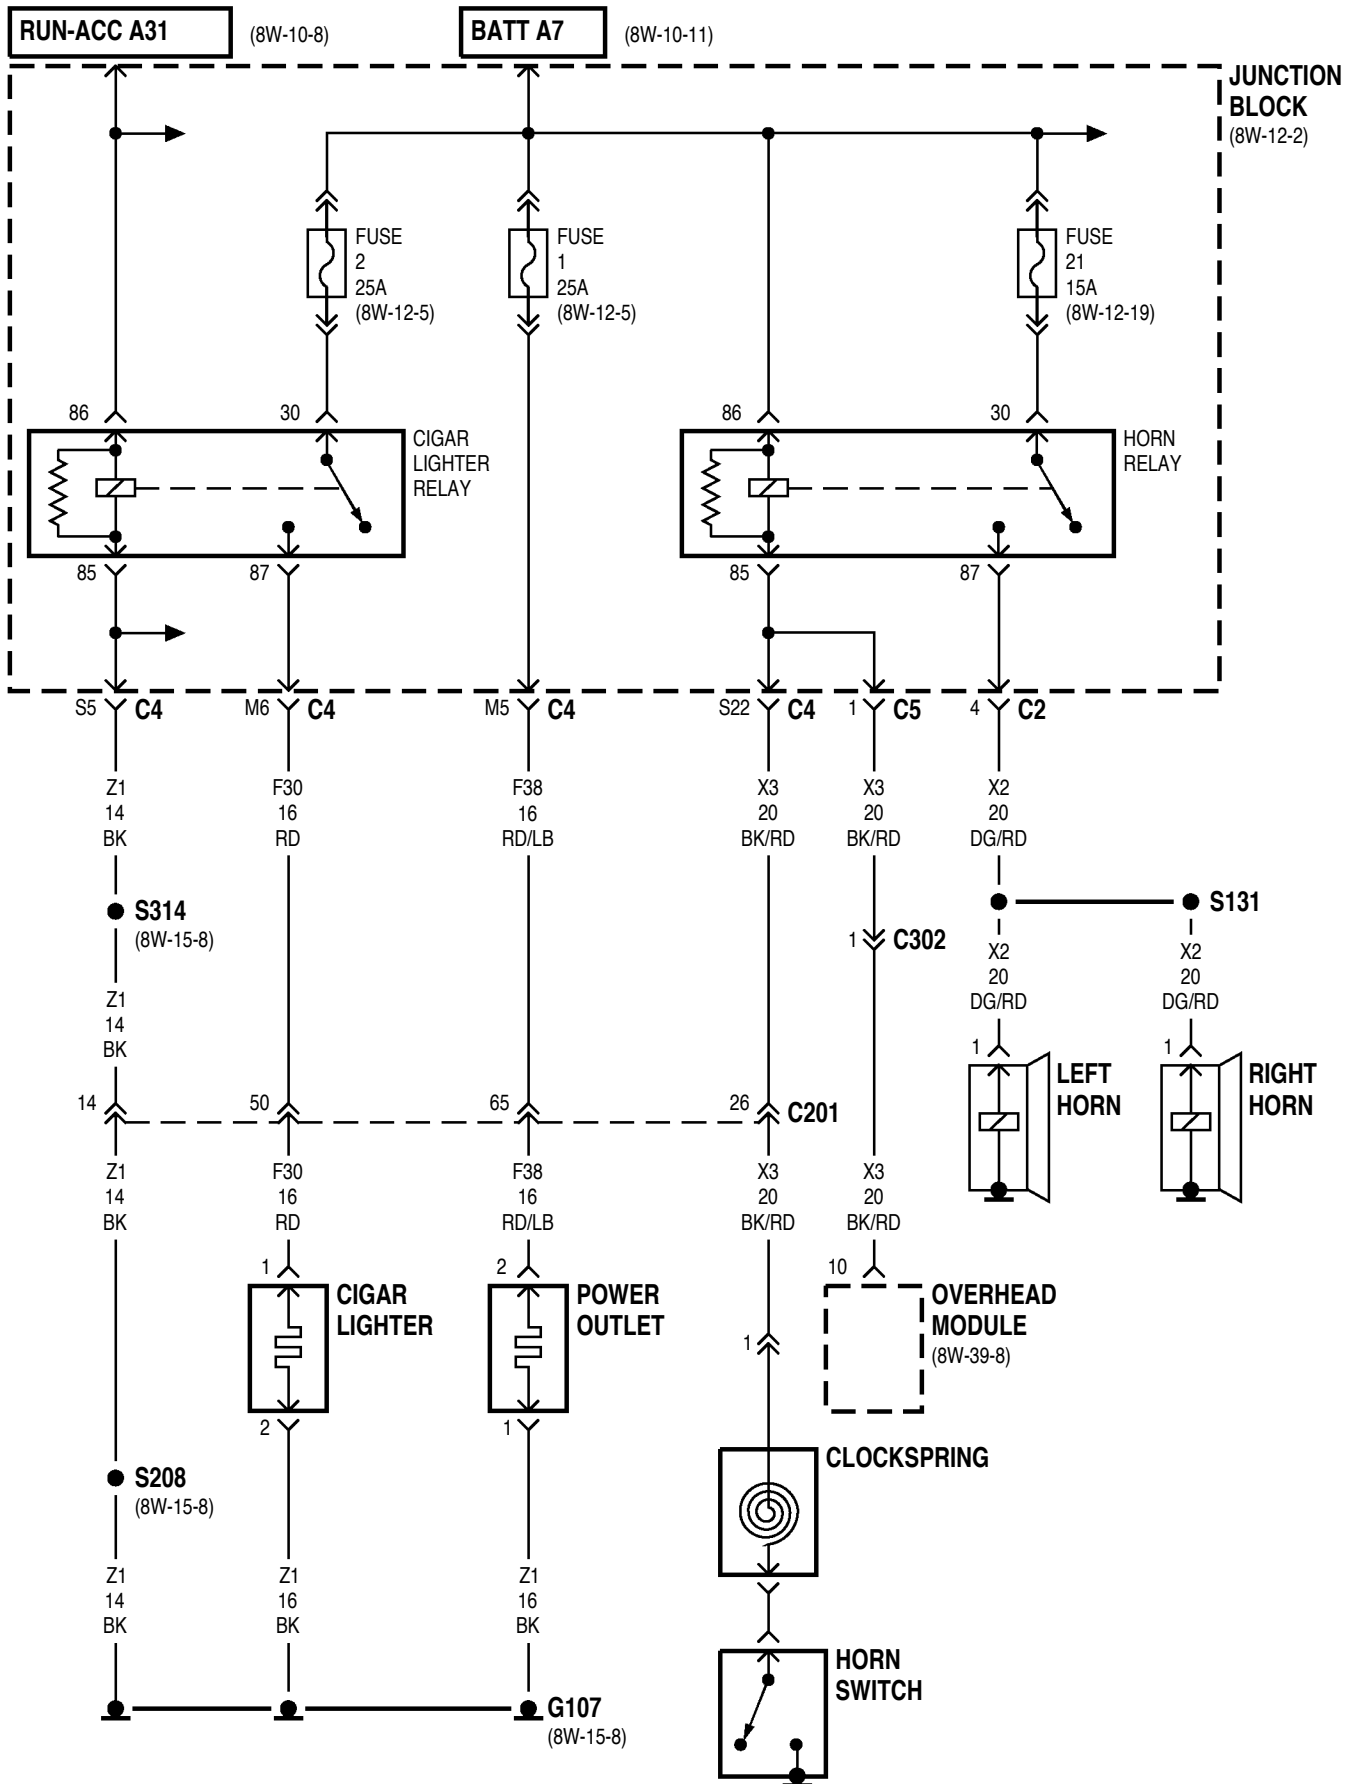 RUN-ACC A31 (8W-10-8) BATT A7 (8W-10-11)
JUNCTION
BLOCK
(8W-12-2)
FUSE
2
25A
(8W-12-5)
FUSE
1
25A
(8W-12-5)
FUSE
21
15A
(8W-12-19)
86 30
CIGAR
LIGHTER
RELAY
85 87
86 30
HORN
RELAY
85 87
S5 C4 M6 C4 M5 C4 S22 C4 1 C5 4 C2
Z1
14
BK
F30
16
RD
F38
16
RD/LB
X3
20
BK/RD
X3
20
BK/RD
X2
20
DG/RD
S314
(8W-15-8)
S131
1 C302
Z1
14
BK
X2
20
DG/RD
X2
20
DG/RD
1
LEFT
HORN
1
RIGHT
HORN
14 50 65 26 C201
Z1
14
BK
F30
16
RD
F38
16
RD/LB
X3
20
BK/RD
X3
20
BK/RD
1
CIGAR
LIGHTER
2
2
POWER
OUTLET
1
10
OVERHEAD
MODULE
(8W-39-8)
1
CLOCKSPRING
S208
(8W-15-8)
Z1
14
BK
Z1
16
BK
Z1
16
BK
HORN
SWITCH
G107
(8W-15-8)